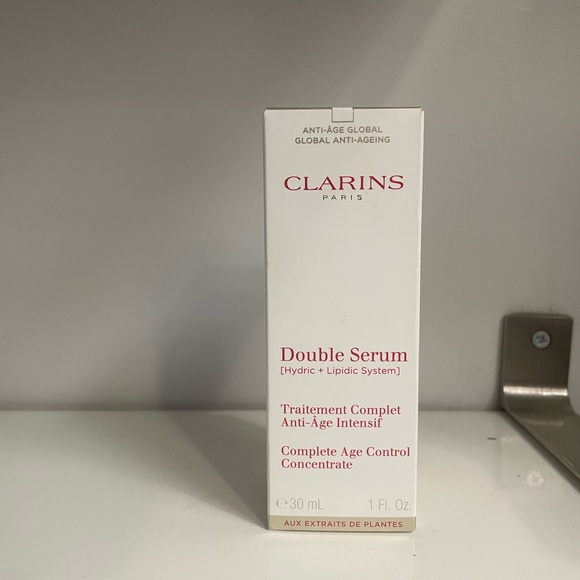 ANTI-ÂGE GLOBAL
GLOBAL ANTI-AGEING
CLARINS
PARIS
Double Serum
[Hydric + Lipidic System]
Traitement Complet
Anti-Âge Intensif
Complete Age Control
Concentrate
℮30 mL 1 Fl. Oz.
AUX EXTRAITS DE PLANTES